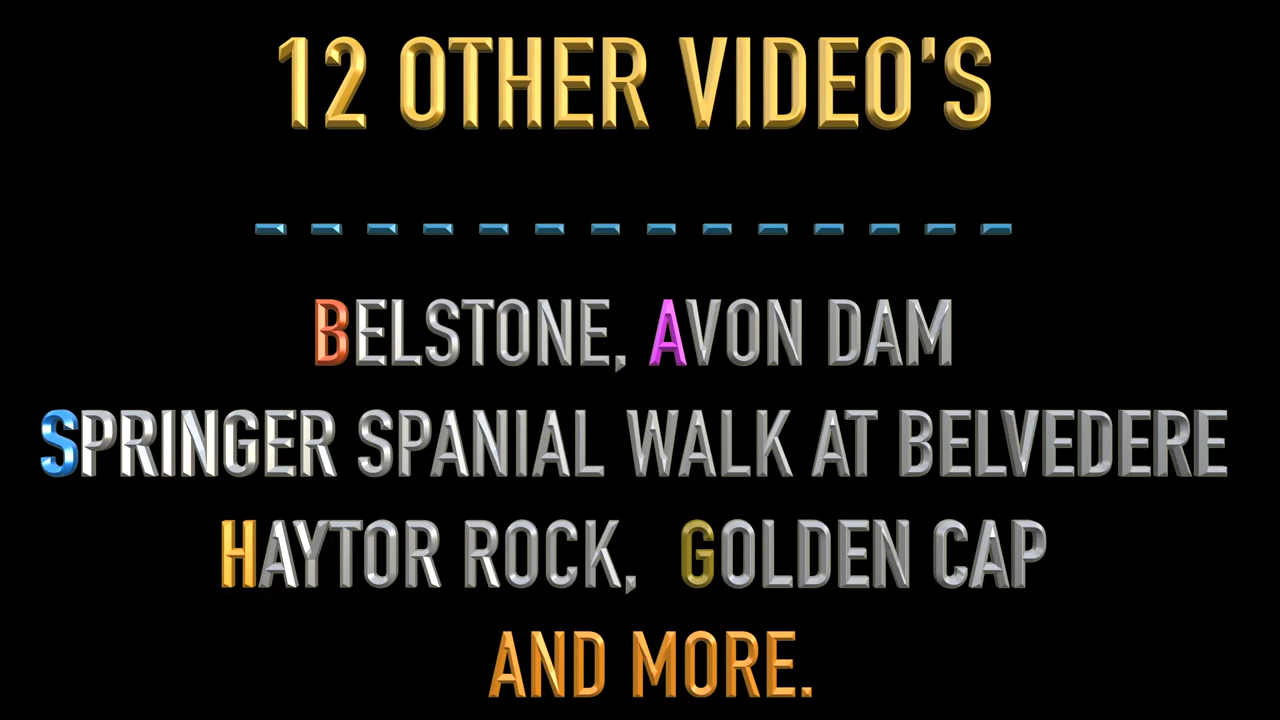 12 OTHER VIDEO'S
- - - - - - - - - - - - - -
BELSTONE, AVON DAM
SPRINGER SPANIAL WALK AT BELVEDERE
HAYTOR ROCK, GOLDEN CAP
AND MORE.